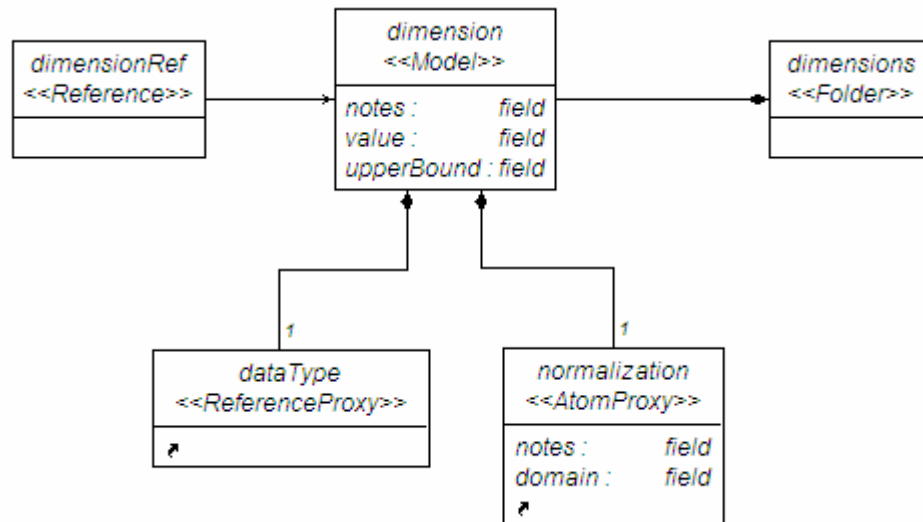 dimensionRef
<<Reference>>
dimension
<<Model>>
notes : field
value : field
upperBound : field
dimensions
<<Folder>>
1
1
dataType
<<ReferenceProxy>>
normalization
<<AtomProxy>>
notes : field
domain : field